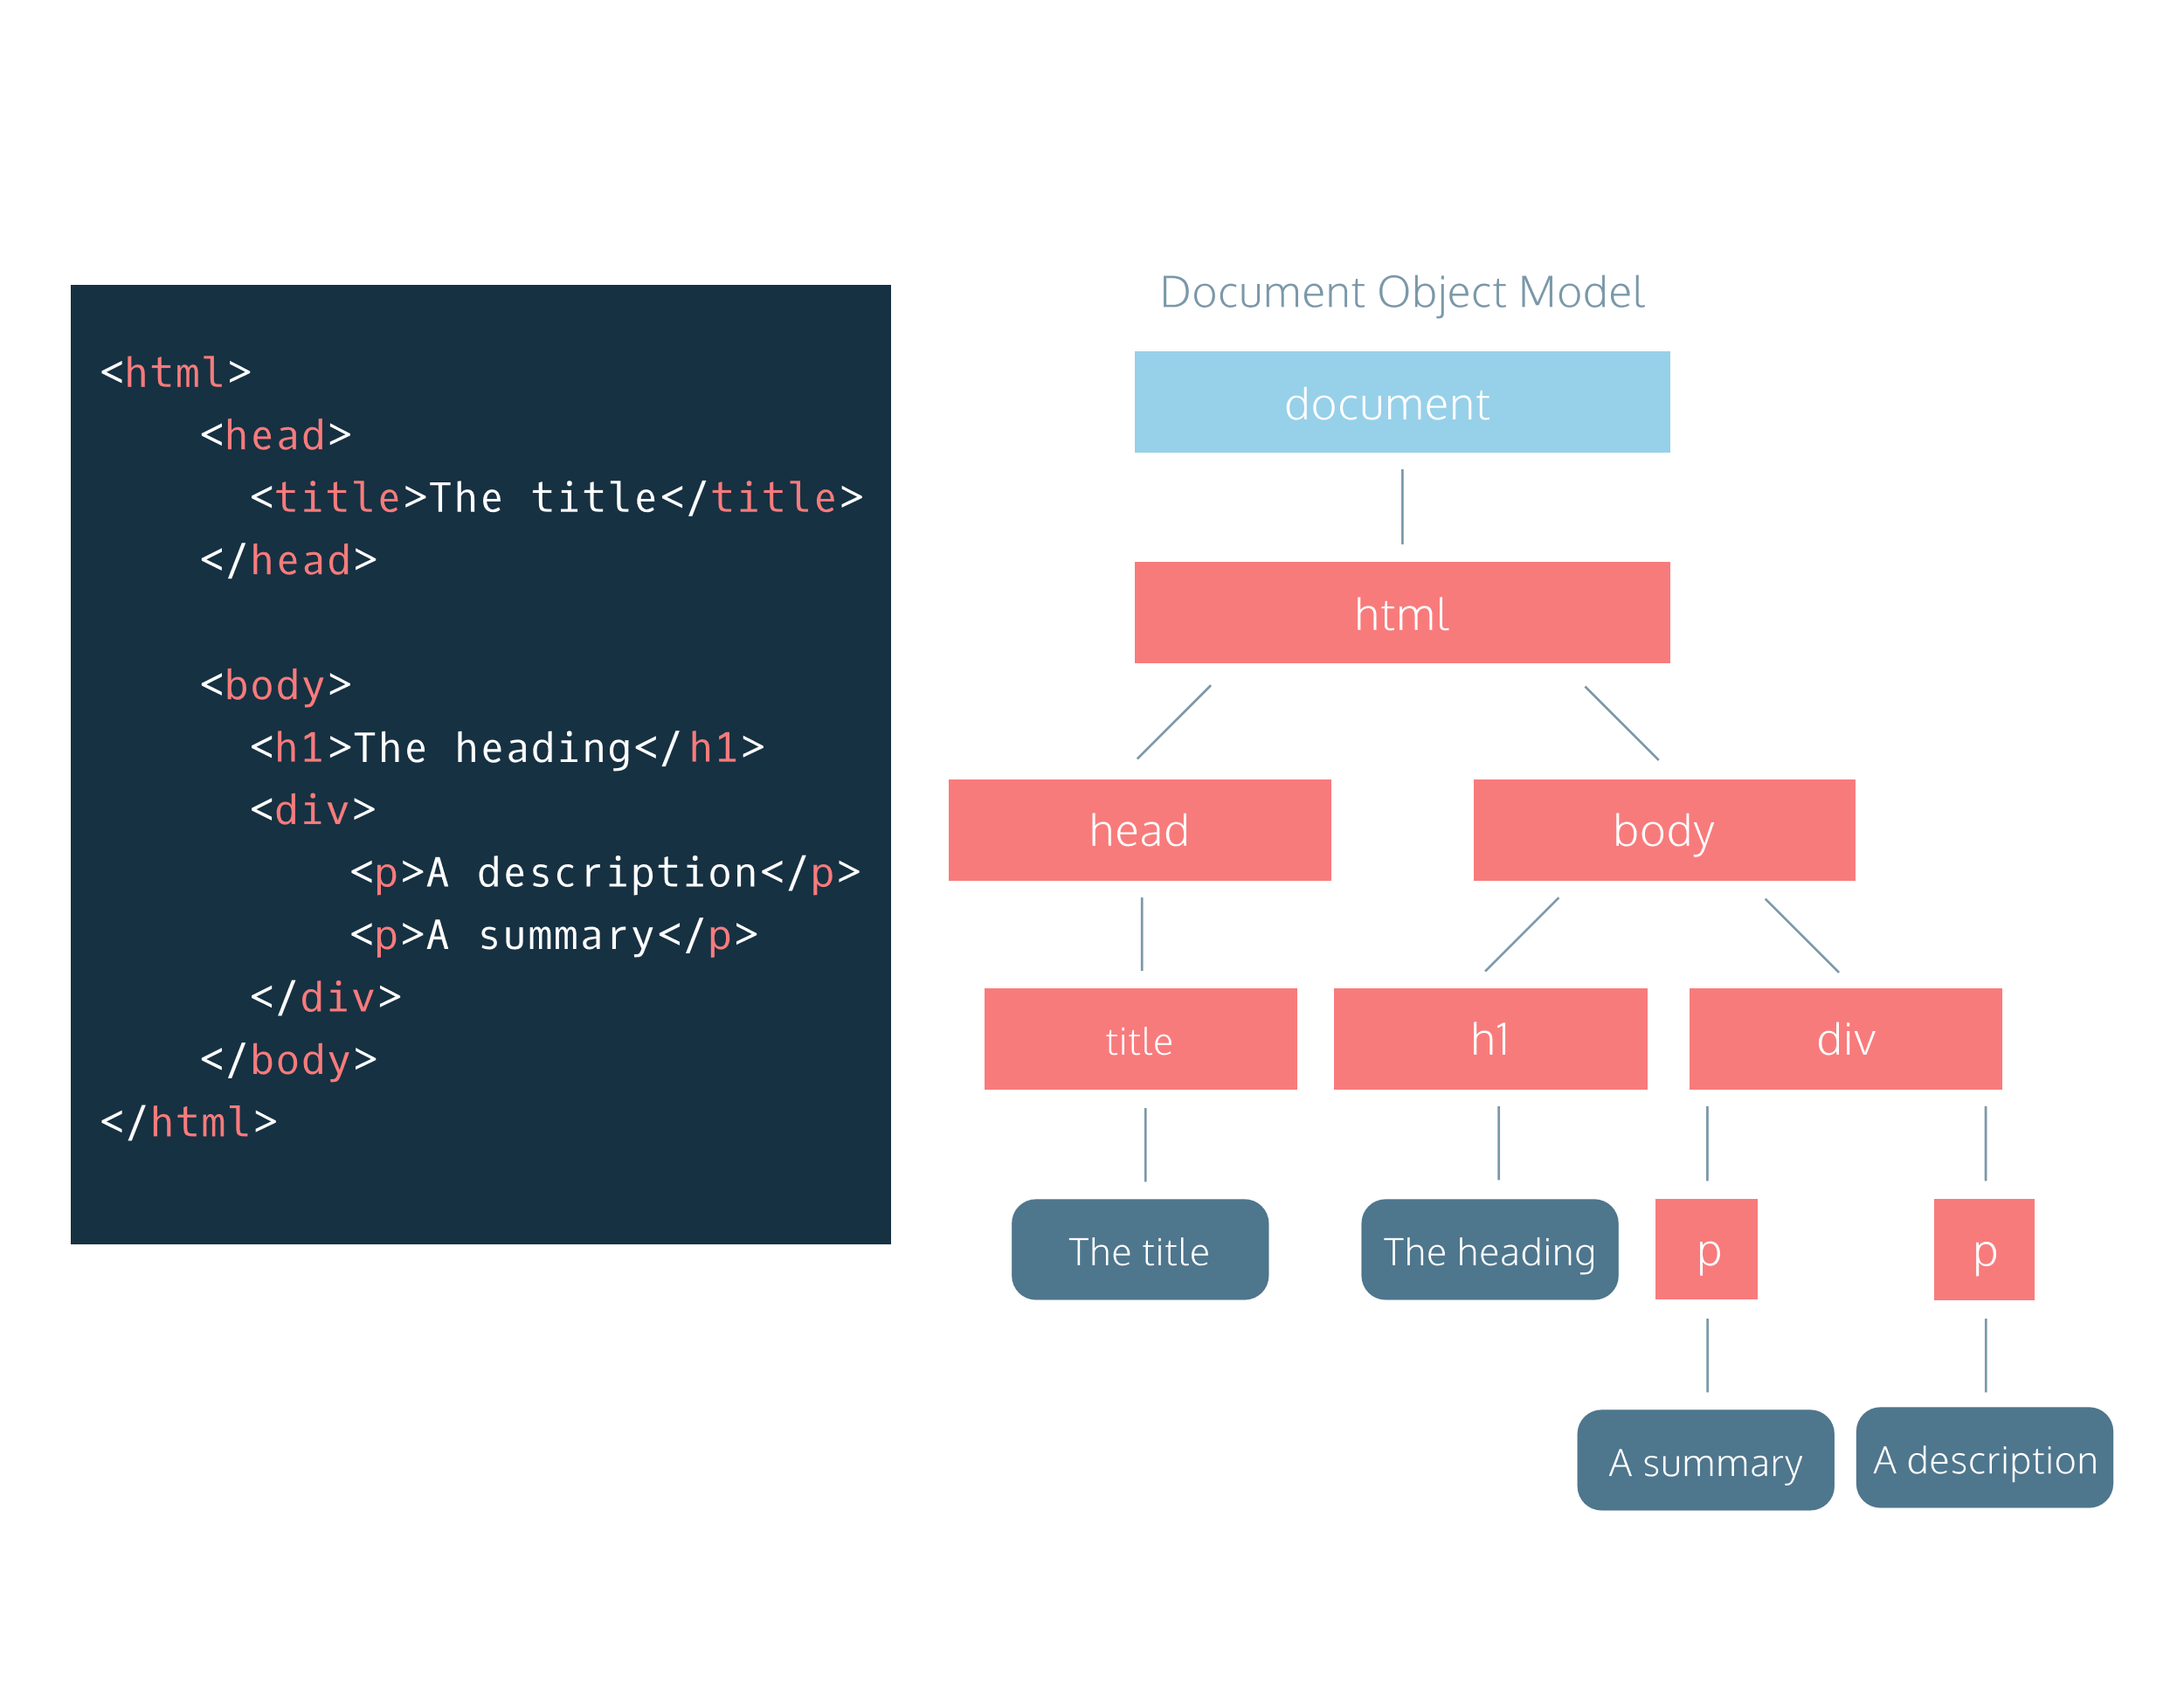 <html>
<head>
<title>The title</title>
</head>
<body>
<h1>The heading</h1>
<div>
<p>A description</p>
<p>A summary</p>
</div>
</body>
</html>
Document Object Model
document
html
head body
title h1 div
The title The heading p p
A summary A description